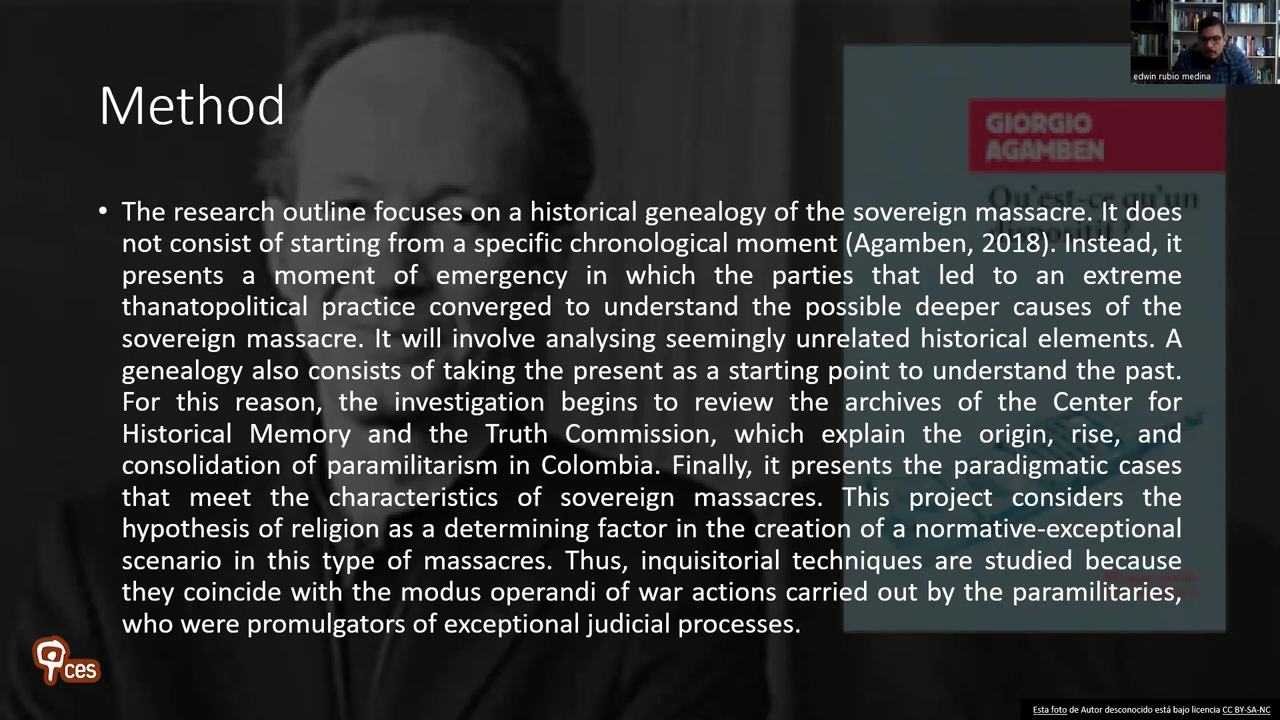 edwin rubio medina
Method
GIORGIO
AGAMBEN
Qu'est-ce qu'un
dispositif ?
• The research outline focuses on a historical genealogy of the sovereign massacre. It does
not consist of starting from a specific chronological moment (Agamben, 2018). Instead, it
presents a moment of emergency in which the parties that led to an extreme
thanatopolitical practice converged to understand the possible deeper causes of the
sovereign massacre. It will involve analysing seemingly unrelated historical elements. A
genealogy also consists of taking the present as a starting point to understand the past.
For this reason, the investigation begins to review the archives of the Center for
Historical Memory and the Truth Commission, which explain the origin, rise, and
consolidation of paramilitarism in Colombia. Finally, it presents the paradigmatic cases
that meet the characteristics of sovereign massacres. This project considers the
hypothesis of religion as a determining factor in the creation of a normative-exceptional
scenario in this type of massacres. Thus, inquisitorial techniques are studied because
they coincide with the modus operandi of war actions carried out by the paramilitaries,
who were promulgators of exceptional judicial processes.
ces
Esta foto de Autor desconocido está bajo licencia CC BY-SA-NC